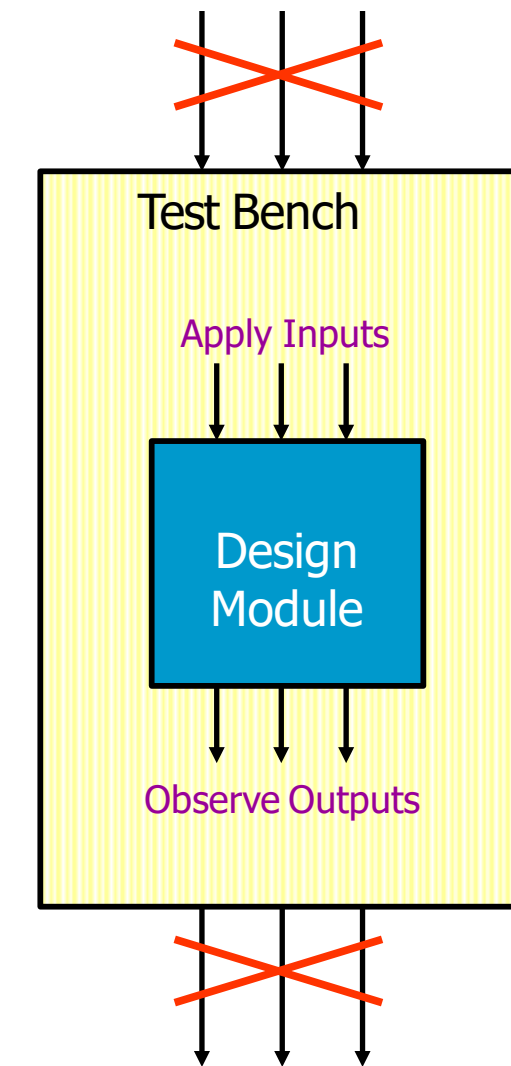 Test Bench
Apply Inputs
Design
Module
Observe Outputs